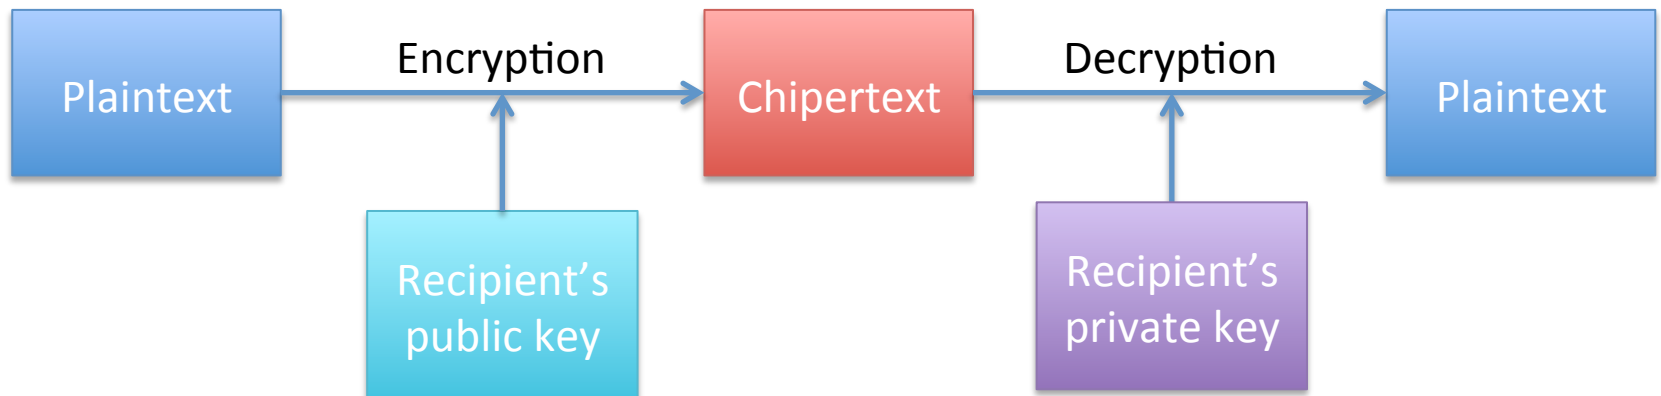 Plaintext
Encryption
Chipertext
Decryption
Plaintext
Recipient’s
public key
Recipient’s
private key